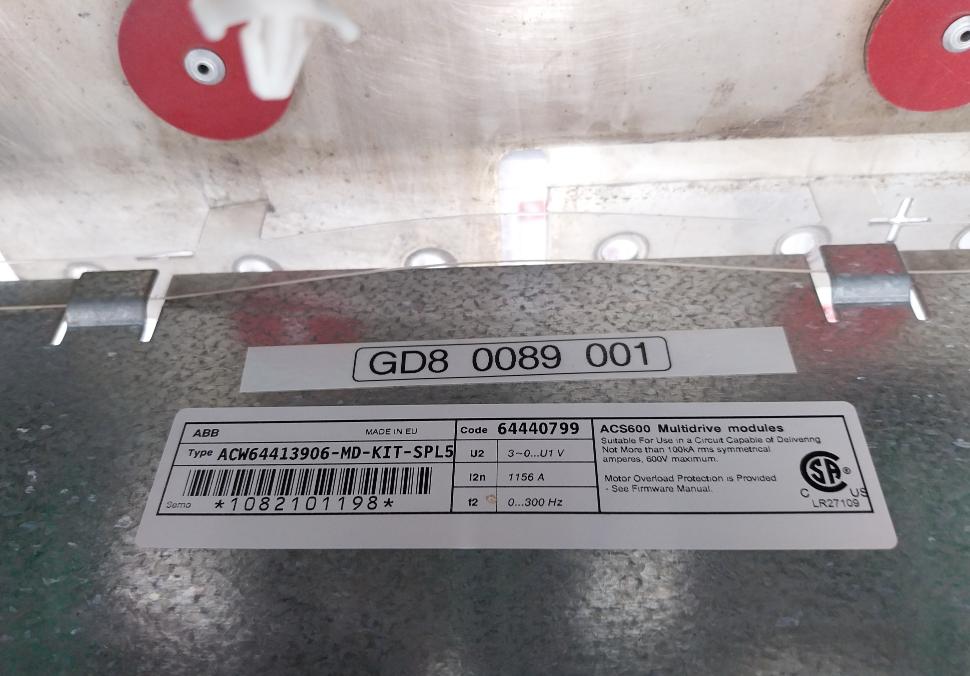 GD8 0089 001
ABB MADE IN EU
Type ACW64413906-MD-KIT-SPL5
Serno *1082101198*
Code 64440799
U2 3~0...U1 V
I2n 1156 A
f2 0...300 Hz
ACS600 Multidrive modules
Suitable For Use in a Circuit Capable of Delivering
Not More than 100kA rms symmetrical
amperes, 600V maximum.
Motor Overload Protection is Provided
- See Firmware Manual.
SA ®
C US
LR27109